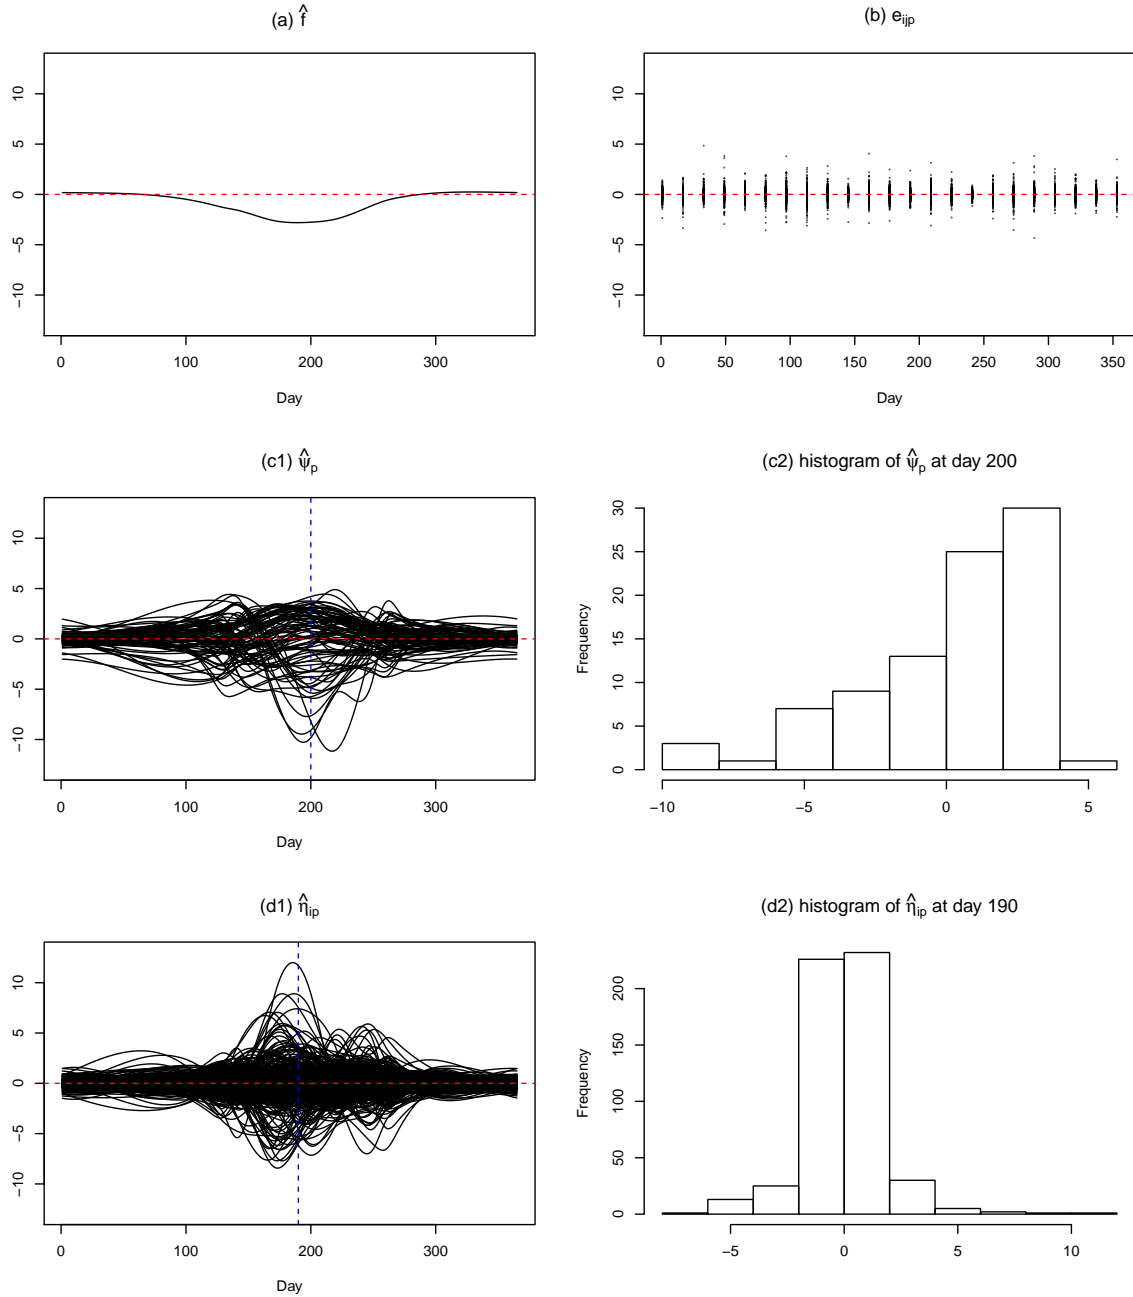 (a) f̂
(b) e_ijp
10
5
0
−5
−10
0 100 200 300
Day
10
5
0
−5
−10
0 50 100 150 200 250 300 350
Day
(c1) ψ̂_p
(c2) histogram of ψ̂_p at day 200
10
5
0
−5
−10
0 100 200 300
Day
Frequency
30
25
20
15
10
5
0
−10 −5 0 5
(d1) η̂_ip
(d2) histogram of η̂_ip at day 190
10
5
0
−5
−10
0 100 200 300
Day
Frequency
200
150
100
50
0
−5 0 5 10